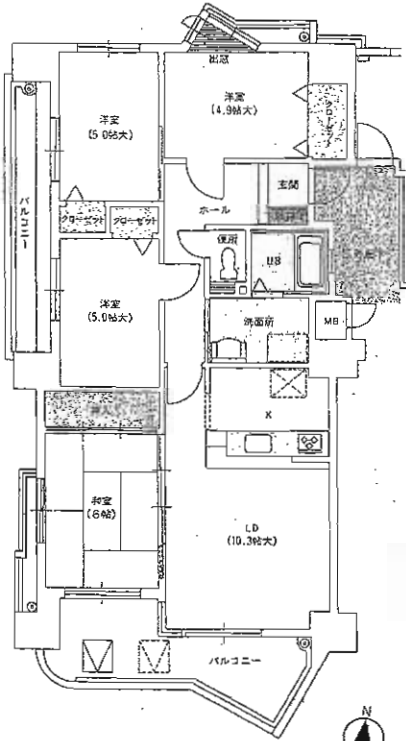 出窓
洋室
(5.0帖大)
洋室
(4.9帖大)
クローゼット
バルコニー
玄関
ホール
クローゼット
クローゼット
便所
UB
洋室
(5.0帖大)
洗面所
MB
押入
K
和室
(6帖)
LD
(10.3帖大)
バルコニー
N